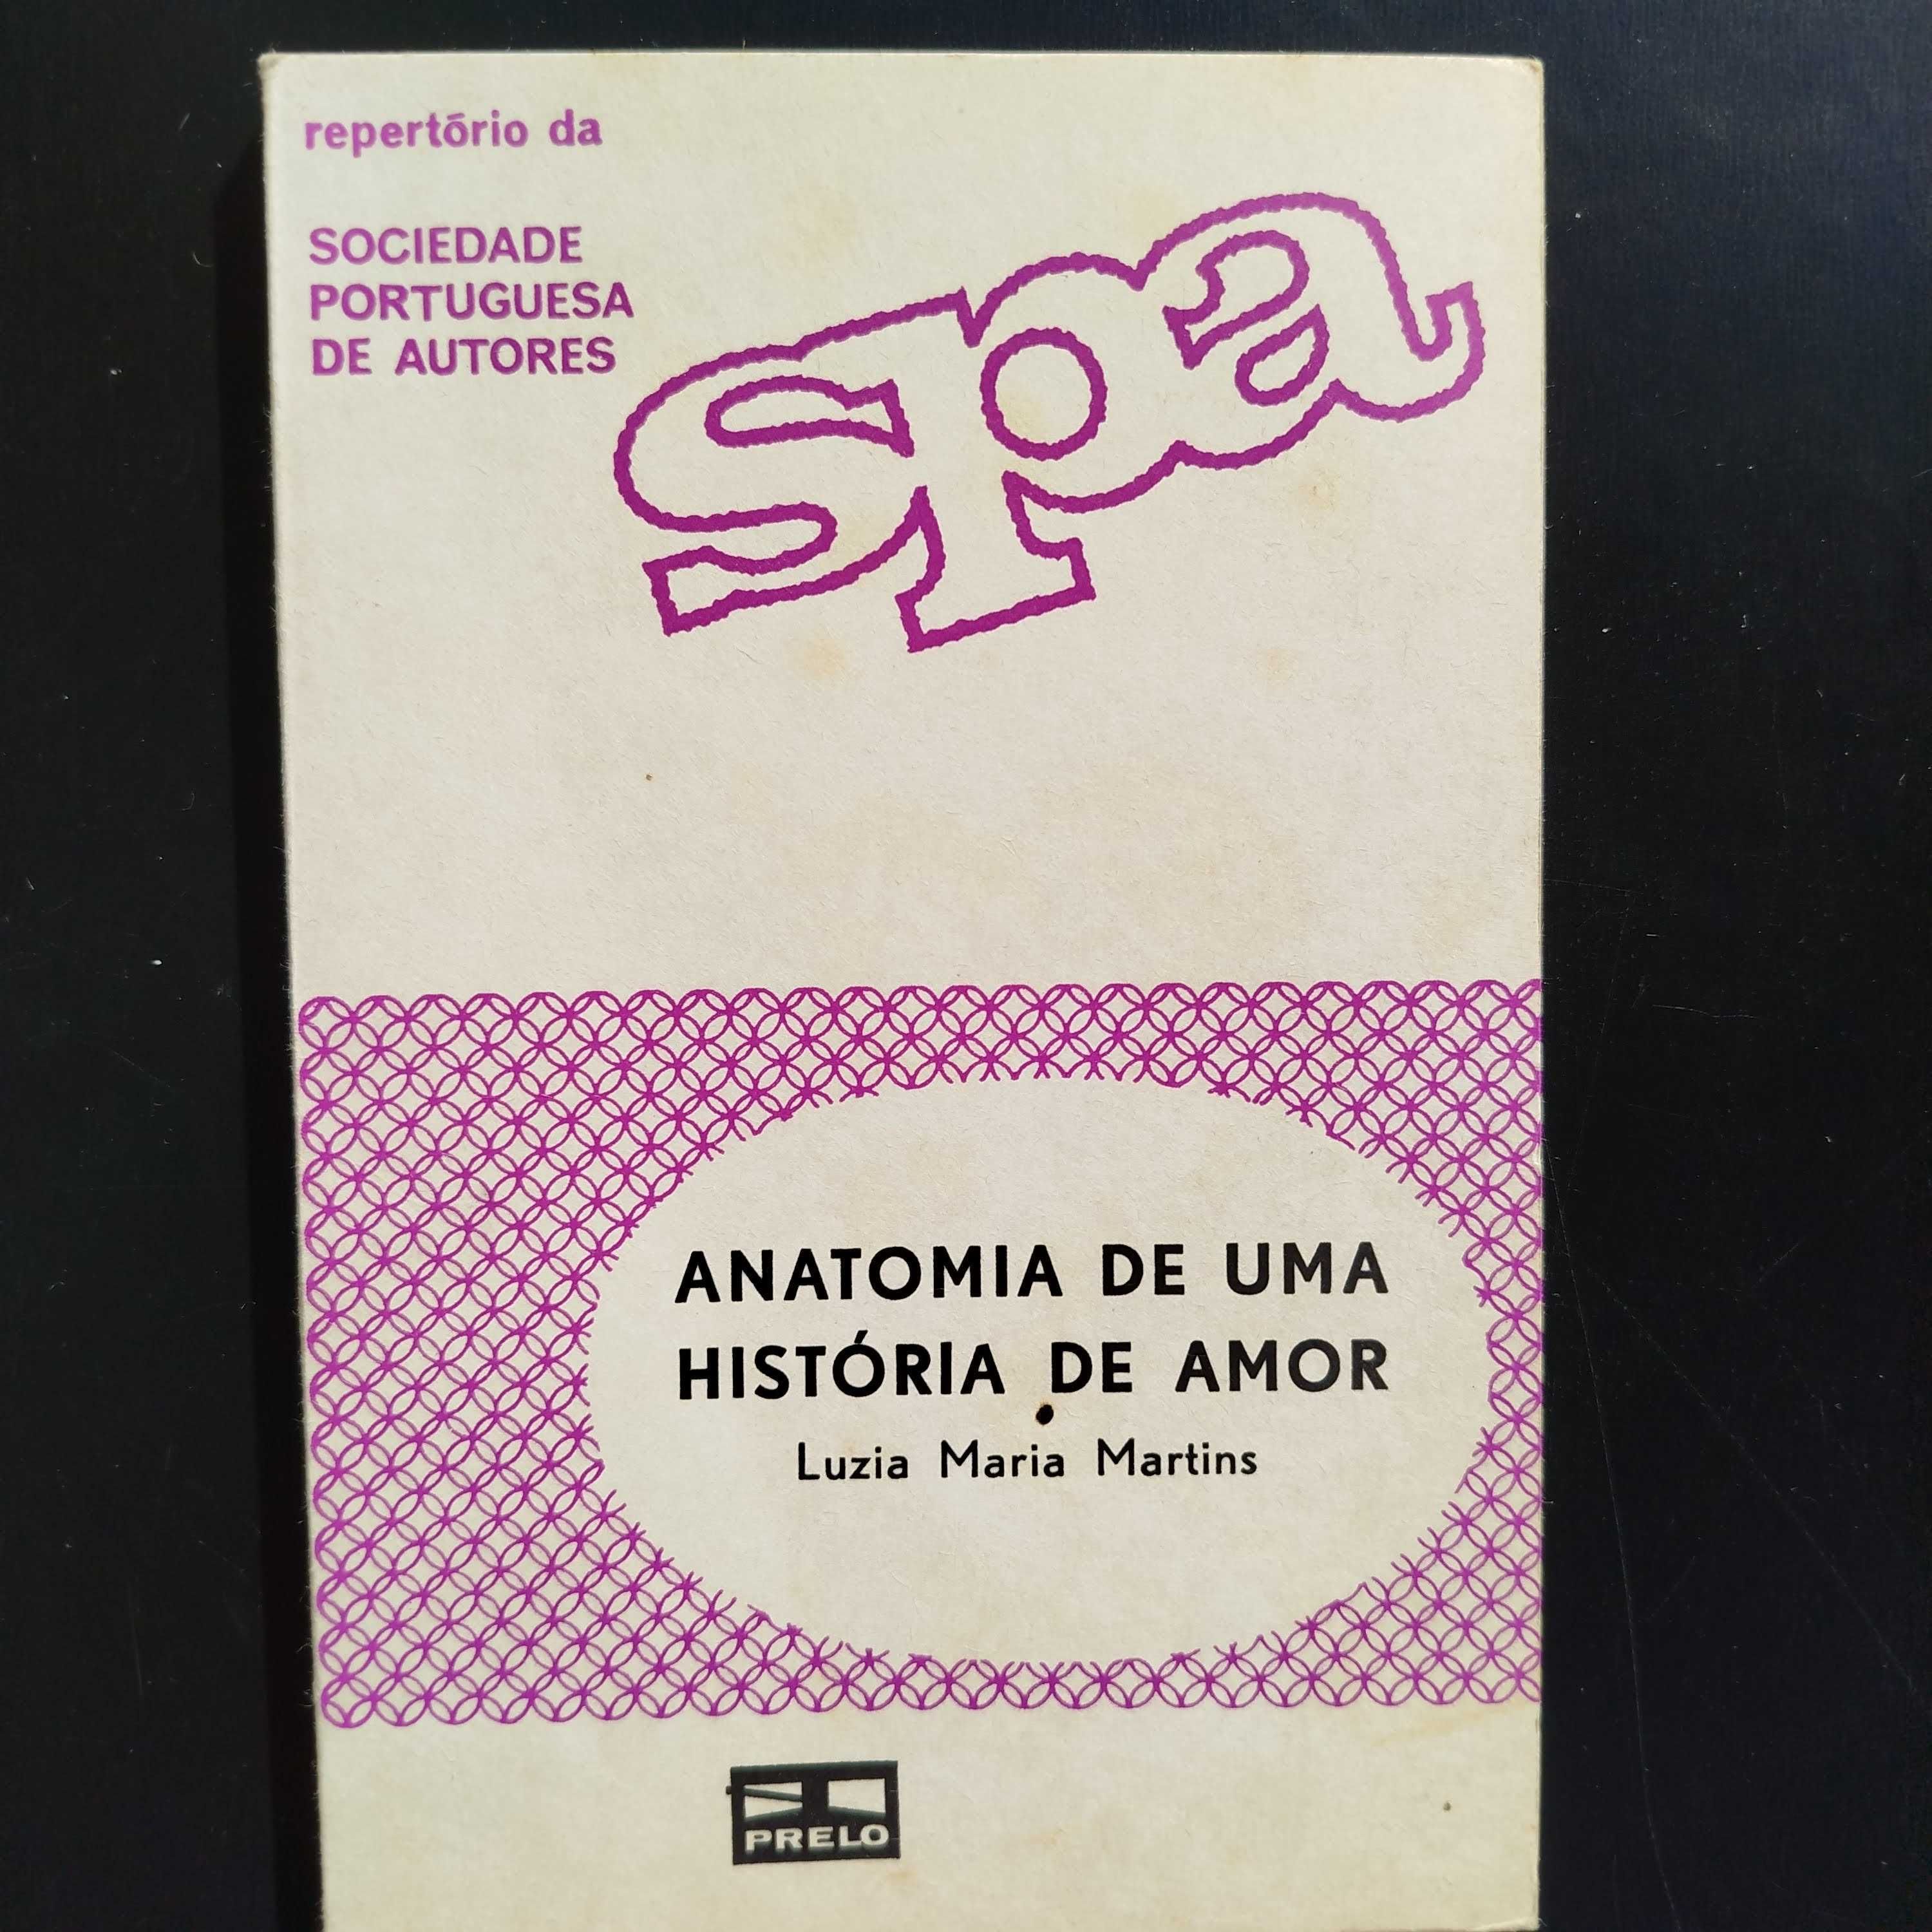 repertório da
SOCIEDADE
PORTUGUESA
DE AUTORES
spa
ANATOMIA DE UMA
HISTÓRIA DE AMOR
Luzia Maria Martins
PRELO